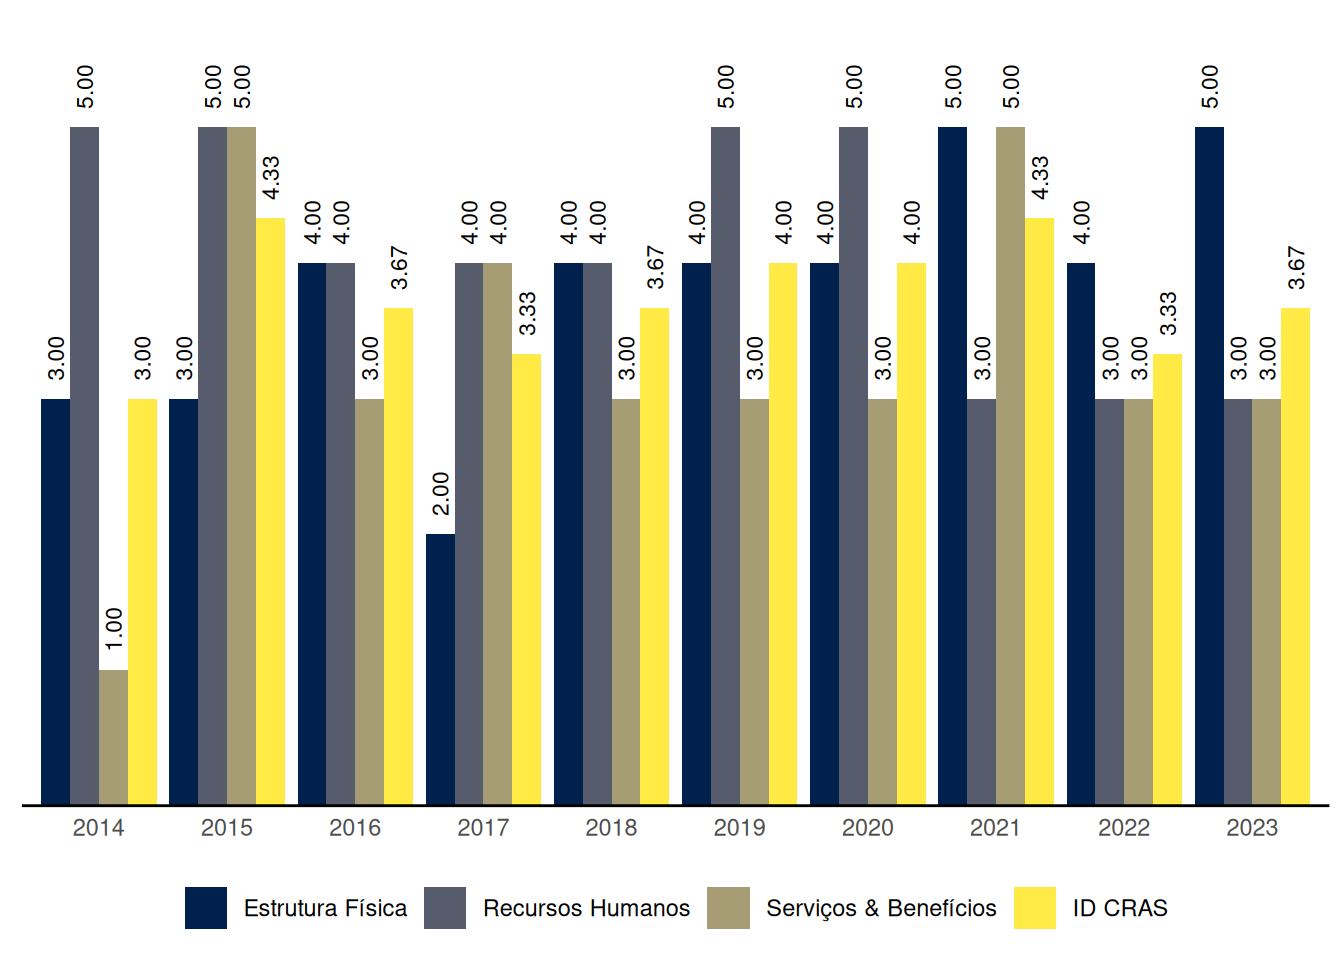 3.00 5.00 1.00 3.00
3.00 5.00 5.00 4.33
4.00 4.00 3.00 3.67
2.00 4.00 4.00 3.33
4.00 4.00 3.00 3.67
4.00 5.00 3.00 4.00
4.00 5.00 3.00 4.00
5.00 3.00 5.00 4.33
4.00 3.00 3.00 3.33
5.00 3.00 3.00 3.67
2014 2015 2016 2017 2018 2019 2020 2021 2022 2023
Estrutura Física Recursos Humanos Serviços & Benefícios ID CRAS